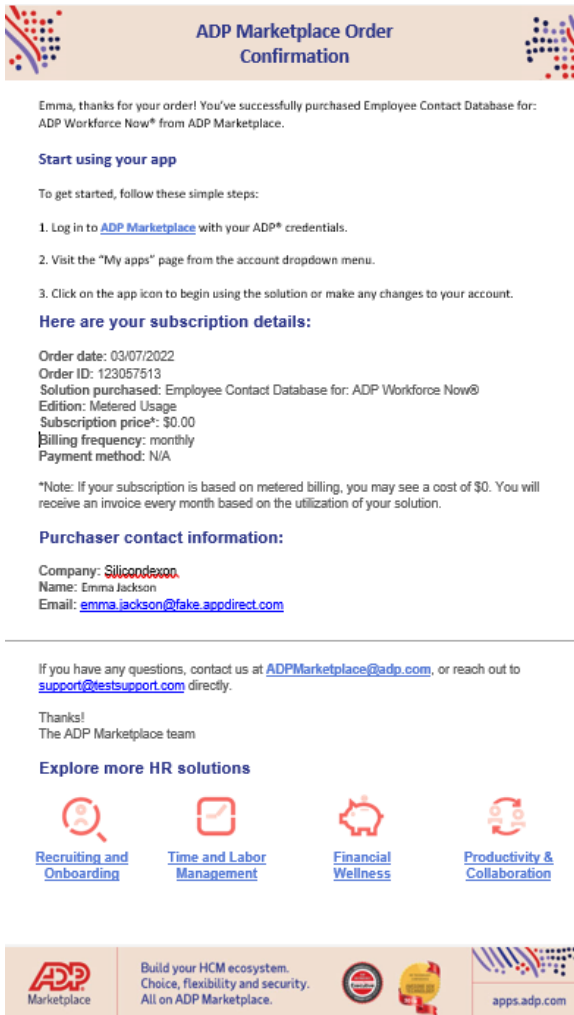 ADP Marketplace Order
Confirmation
Emma, thanks for your order! You've successfully purchased Employee Contact Database for:
ADP Workforce Now® from ADP Marketplace.
Start using your app
To get started, follow these simple steps:
1. Log in to ADP Marketplace with your ADP® credentials.
2. Visit the "My apps" page from the account dropdown menu.
3. Click on the app icon to begin using the solution or make any changes to your account.
Here are your subscription details:
Order date: 03/07/2022
Order ID: 123057513
Solution purchased: Employee Contact Database for: ADP Workforce Now®
Edition: Metered Usage
Subscription price*: $0.00
Billing frequency: monthly
Payment method: N/A
*Note: If your subscription is based on metered billing, you may see a cost of $0. You will
receive an invoice every month based on the utilization of your solution.
Purchaser contact information:
Company: Silicondexon
Name: Emma Jackson
Email: emma.jackson@fake.appdirect.com
If you have any questions, contact us at ADPMarketplace@adp.com, or reach out to
support@testsupport.com directly.
Thanks!
The ADP Marketplace team
Explore more HR solutions
Recruiting and
Onboarding
Time and Labor
Management
Financial
Wellness
Productivity &
Collaboration
ADP
Marketplace
Build your HCM ecosystem.
Choice, flexibility and security.
All on ADP Marketplace.
apps.adp.com